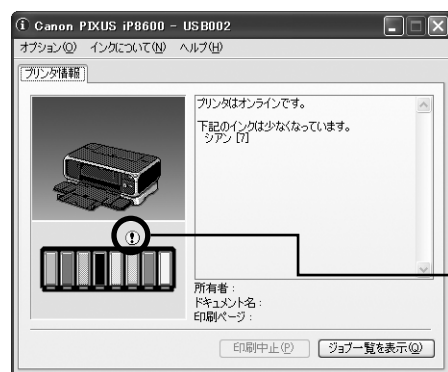 Canon PIXUS iP8600 - USB002
オプション(O) インクについて(N) ヘルプ(H)
プリンタ情報
プリンタはオンラインです。
下記のインクは少なくなっています。
シアン [7]
所有者 :
ドキュメント名 :
印刷ページ :
印刷中止(P) ジョブ一覧を表示(Q)